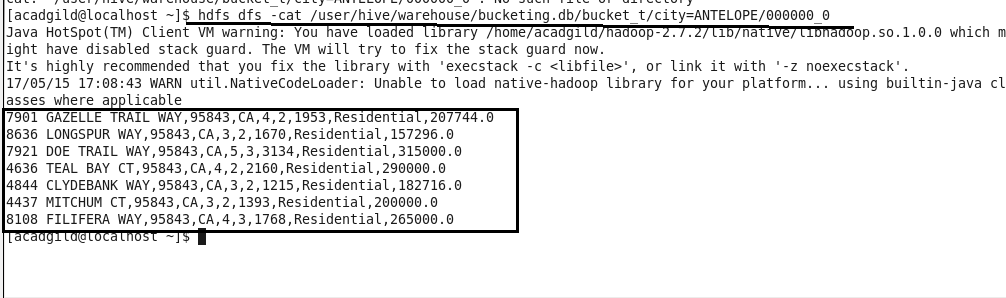 cat: `/user/hive/warehouse/bucket_t/city=ANTELOPE/000000_0': No such file or directory
[acadgild@localhost ~]$ hdfs dfs -cat /user/hive/warehouse/bucketing.db/bucket_t/city=ANTELOPE/000000_0
Java HotSpot(TM) Client VM warning: You have loaded library /home/acadgild/hadoop-2.7.2/lib/native/libhadoop.so.1.0.0 which m
ight have disabled stack guard. The VM will try to fix the stack guard now.
It's highly recommended that you fix the library with 'execstack -c <libfile>', or link it with '-z noexecstack'.
17/05/15 17:08:43 WARN util.NativeCodeLoader: Unable to load native-hadoop library for your platform... using builtin-java cl
asses where applicable
7901 GAZELLE TRAIL WAY,95843,CA,4,2,1953,Residential,207744.0
8636 LONGSPUR WAY,95843,CA,3,2,1670,Residential,157296.0
7921 DOE TRAIL WAY,95843,CA,5,3,3134,Residential,315000.0
4636 TEAL BAY CT,95843,CA,4,2,2160,Residential,290000.0
4844 CLYDEBANK WAY,95843,CA,3,2,1215,Residential,182716.0
4437 MITCHUM CT,95843,CA,3,2,1393,Residential,200000.0
8108 FILIFERA WAY,95843,CA,4,3,1768,Residential,265000.0
[acadgild@localhost ~]$